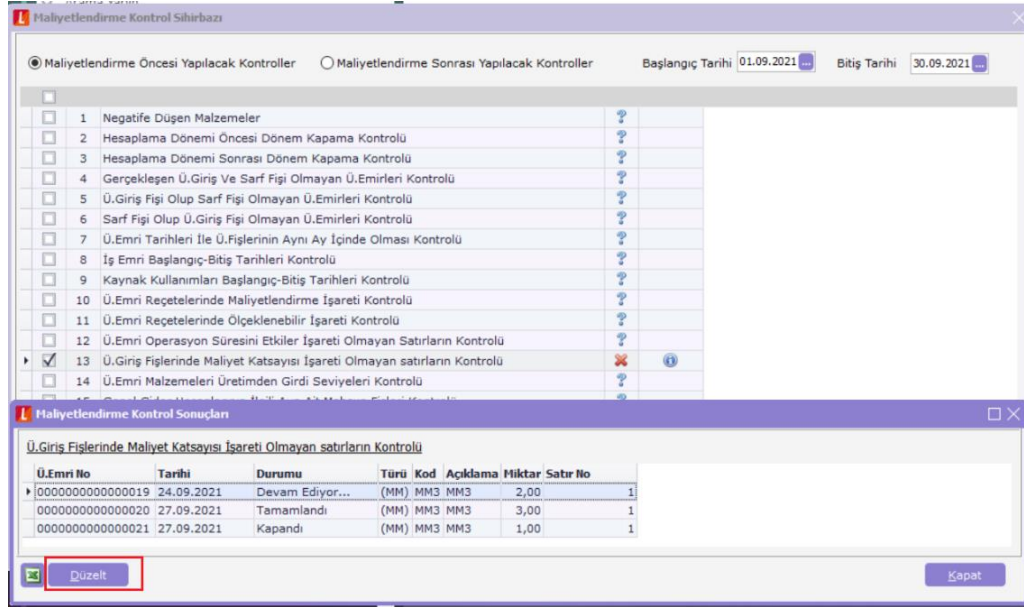 Arama Yapın
Maliyetlendirme Kontrol Sihirbazı
Maliyetlendirme Öncesi Yapılacak Kontroller Maliyetlendirme Sonrası Yapılacak Kontroller Başlangıç Tarihi 01.09.2021 ... Bitiş Tarihi 30.09.2021 ...
1 Negatife Düşen Malzemeler ?
2 Hesaplama Dönemi Öncesi Dönem Kapama Kontrolü ?
3 Hesaplama Dönemi Sonrası Dönem Kapama Kontrolü ?
4 Gerçekleşen Ü.Giriş Ve Sarf Fişi Olmayan Ü.Emirleri Kontrolü ?
5 Ü.Giriş Fişi Olup Sarf Fişi Olmayan Ü.Emirleri Kontrolü ?
6 Sarf Fişi Olup Ü.Giriş Fişi Olmayan Ü.Emirleri Kontrolü ?
7 Ü.Emri Tarihleri İle Ü.Fişlerinin Aynı Ay İçinde Olması Kontrolü ?
8 İş Emri Başlangıç-Bitiş Tarihleri Kontrolü ?
9 Kaynak Kullanımları Başlangıç-Bitiş Tarihleri Kontrolü ?
10 Ü.Emri Reçetelerinde Maliyetlendirme İşareti Kontrolü ?
11 Ü.Emri Reçetelerinde Ölçeklenebilir İşareti Kontrolü ?
12 Ü.Emri Operasyon Süresini Etkiler İşareti Olmayan Satırların Kontrolü ?
13 Ü.Giriş Fişlerinde Maliyet Katsayısı İşareti Olmayan satırların Kontrolü
14 Ü.Emri Malzemeleri Üretimden Girdi Seviyeleri Kontrolü ?
Maliyetlendirme Kontrol Sonuçları
Ü.Giriş Fişlerinde Maliyet Katsayısı İşareti Olmayan satırların Kontrolü
Ü.Emri No Tarihi Durumu Türü Kod Açıklama Miktar Satır No
0000000000000019 24.09.2021 Devam Ediyor... (MM) MM3 MM3 2,00 1
0000000000000020 27.09.2021 Tamamlandı (MM) MM3 MM3 3,00 1
0000000000000021 27.09.2021 Kapandı (MM) MM3 MM3 1,00 1
Düzelt Kapat